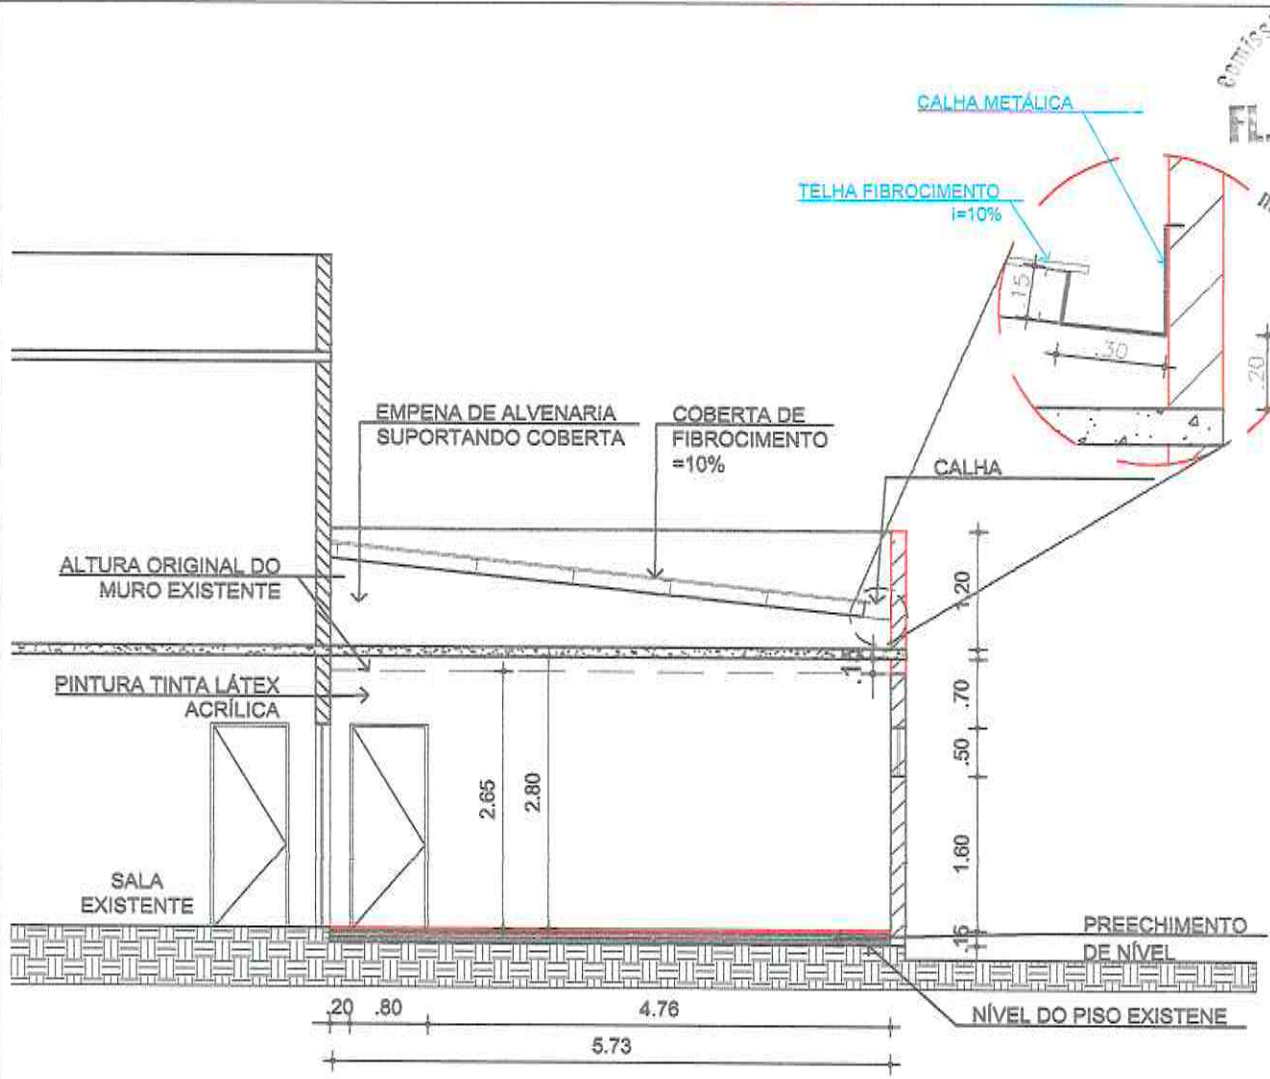 comiss
CALHA METÁLICA
TELHA FIBROCIMENTO
i=10%
.15
.30
.20
EMPENA DE ALVENARIA
SUPORTANDO COBERTA
COBERTA DE
FIBROCIMENTO
=10%
CALHA
ALTURA ORIGINAL DO
MURO EXISTENTE
1.20
.1
PINTURA TINTA LÁTEX
ACRÍLICA
.70
.50
2.65
2.80
1.60
SALA
EXISTENTE
.15
PREECHIMENTO
DE NÍVEL
NÍVEL DO PISO EXISTENE
.20
.80
4.76
5.73